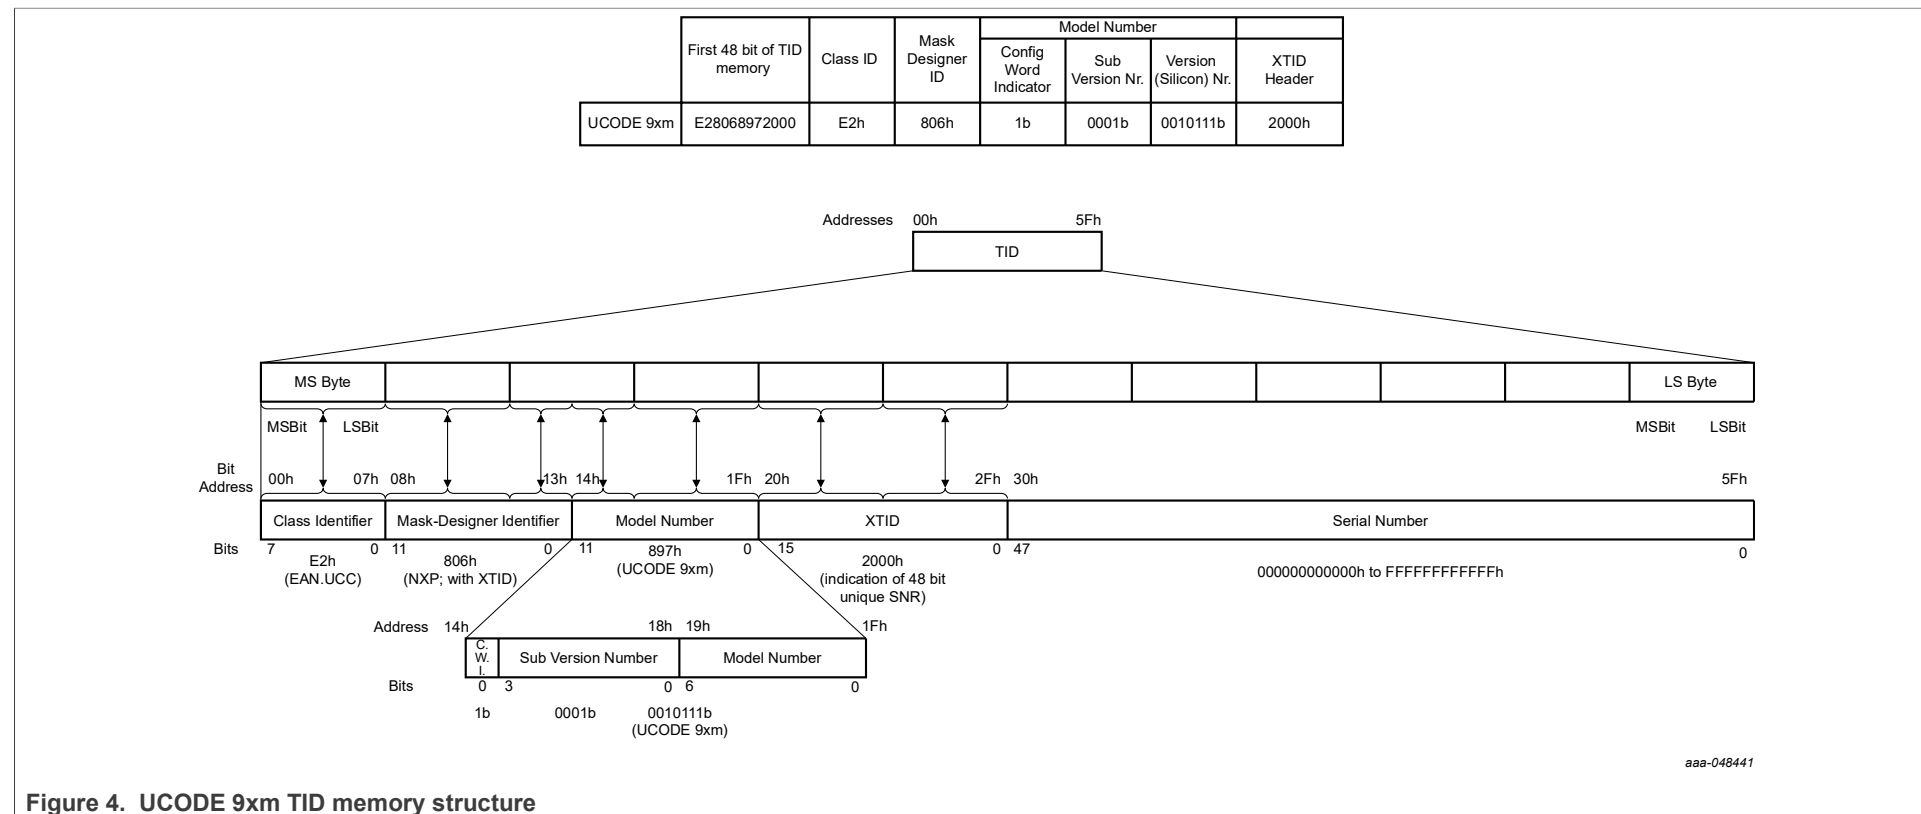 Model Number
First 48 bit of TID
memory
Class ID
Mask
Designer
ID
Config
Word
Indicator
Sub
Version Nr.
Version
(Silicon) Nr.
XTID
Header
UCODE 9xm E28068972000 E2h 806h 1b 0001b 0010111b 2000h
Addresses 00h 5Fh
TID
MS Byte LS Byte
MSBit LSBit MSBit LSBit
Bit
Address
00h 07h 08h 13h 14h 1Fh 20h 2Fh 30h 5Fh
Class Identifier Mask-Designer Identifier Model Number XTID Serial Number
Bits 7 0 11 0 11 0 15 0 47 0
E2h
(EAN.UCC)
806h
(NXP; with XTID)
897h
(UCODE 9xm)
2000h
(indication of 48 bit
unique SNR)
000000000000h to FFFFFFFFFFFFh
Address 14h 18h 19h 1Fh
C.
W.
I.
Sub Version Number Model Number
Bits 0 3 0 6 0
1b 0001b 0010111b
(UCODE 9xm)
aaa-048441
Figure 4. UCODE 9xm TID memory structure